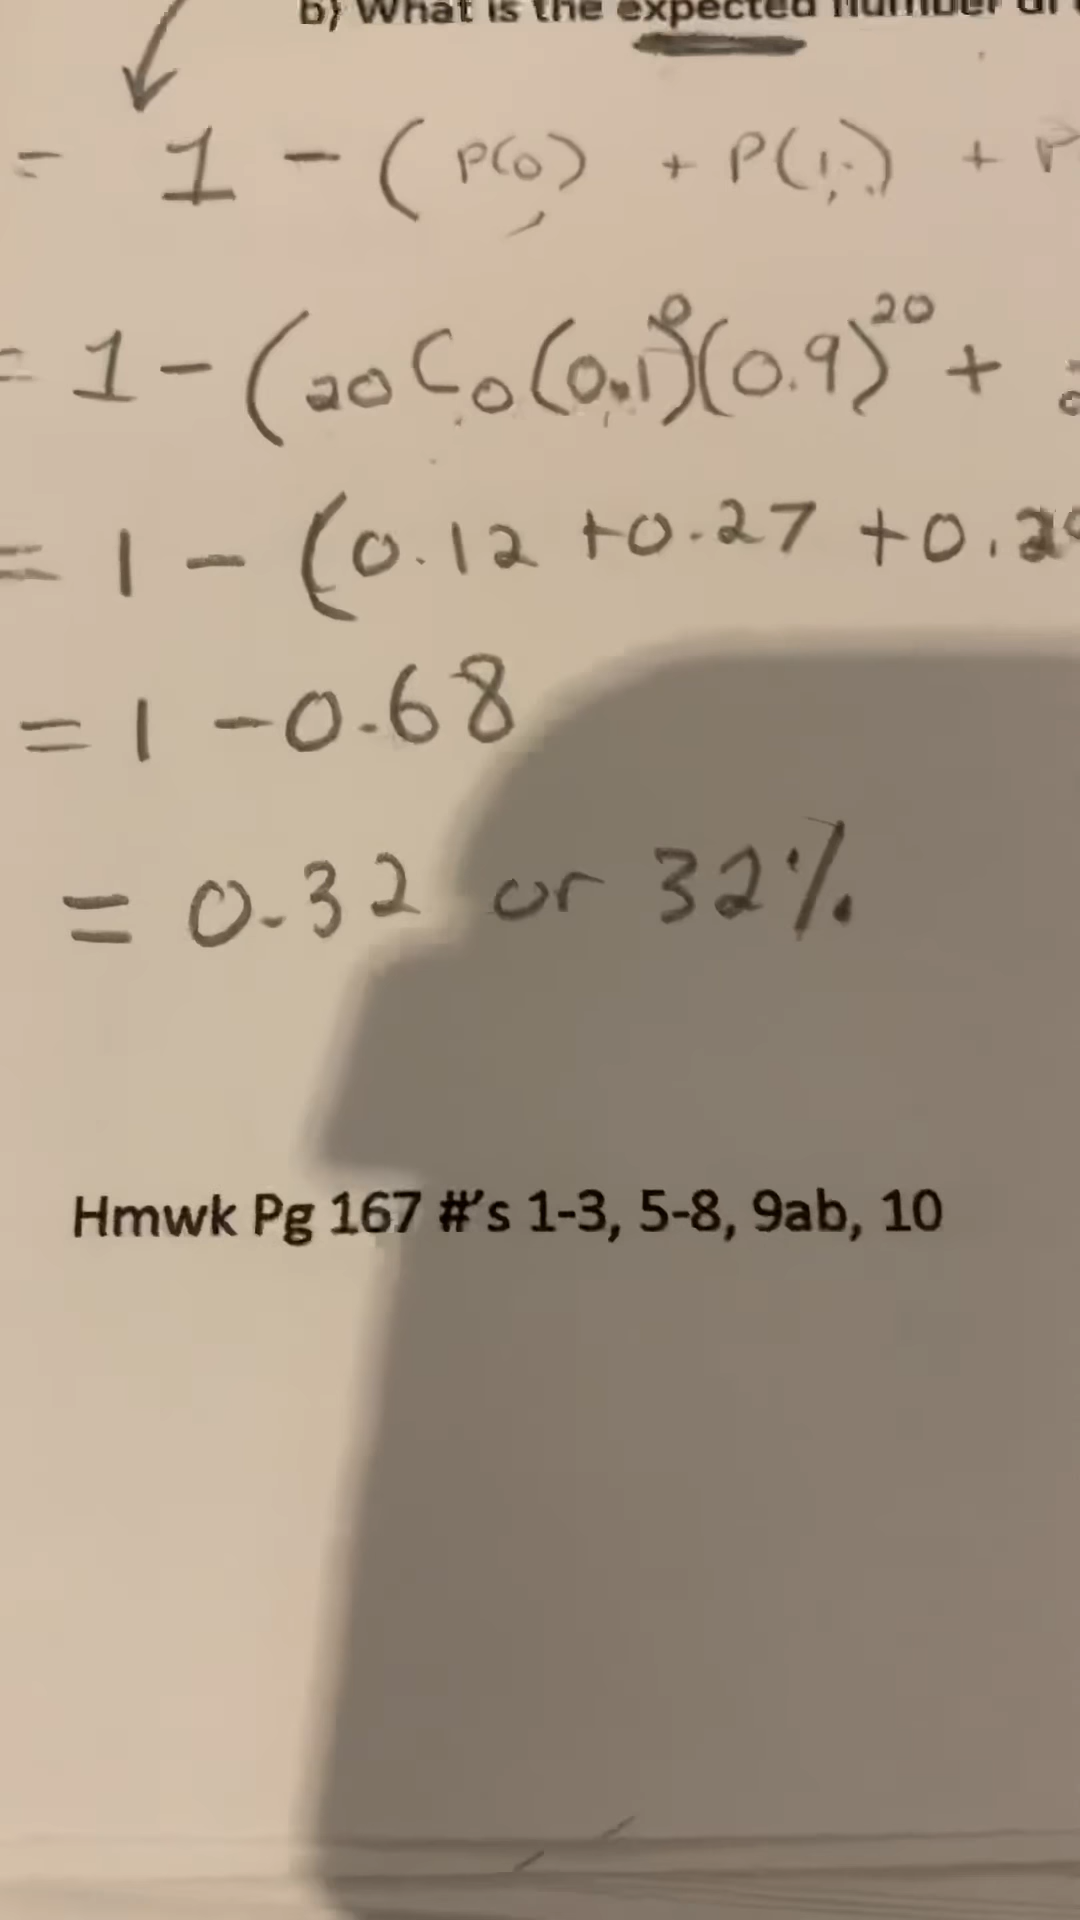 b) What is the expected number of
- 1 - ( P(0) + P(1) + P
= 1 - ( 20C0 (0.1)^0 (0.9)^20 +
= 1 - (0.12 + 0.27 + 0.2
= 1 - 0.68
= 0.32 or 32%
Hmwk Pg 167 #'s 1-3, 5-8, 9ab, 10